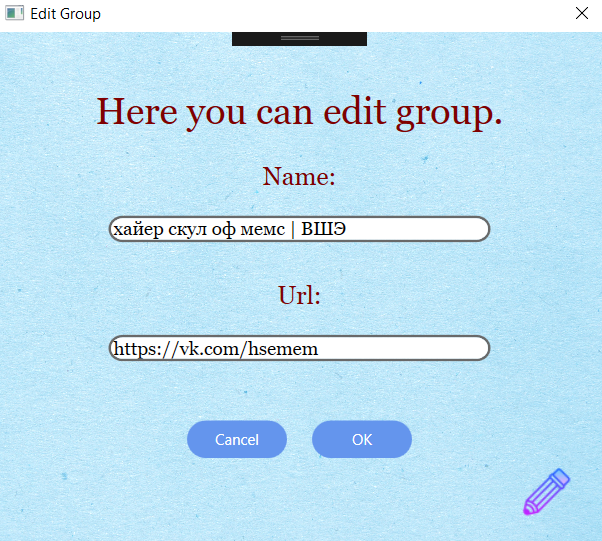 Edit Group
Here you can edit group.
Name:
хайер скул оф мемс | ВШЭ
Url:
https://vk.com/hsemem
Cancel OK